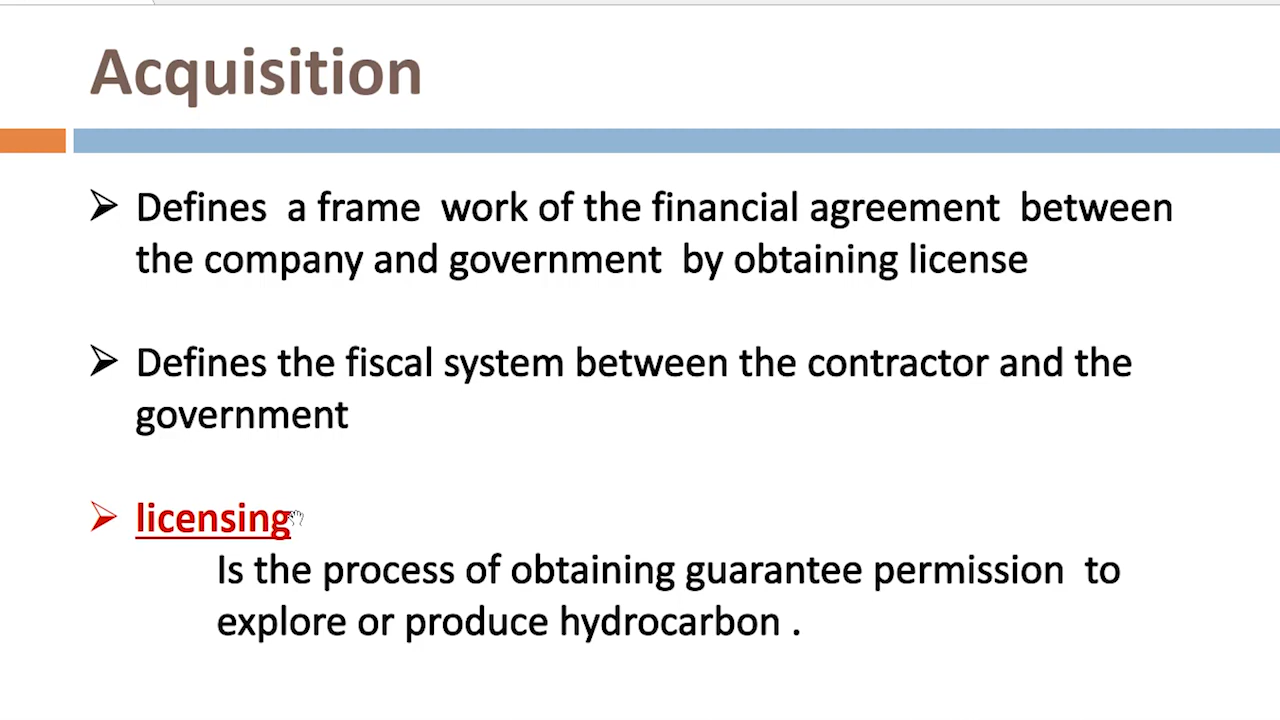 Acquisition
➢ Defines a frame work of the financial agreement between
the company and government by obtaining license
➢ Defines the fiscal system between the contractor and the
government
➢ licensing
Is the process of obtaining guarantee permission to
explore or produce hydrocarbon .